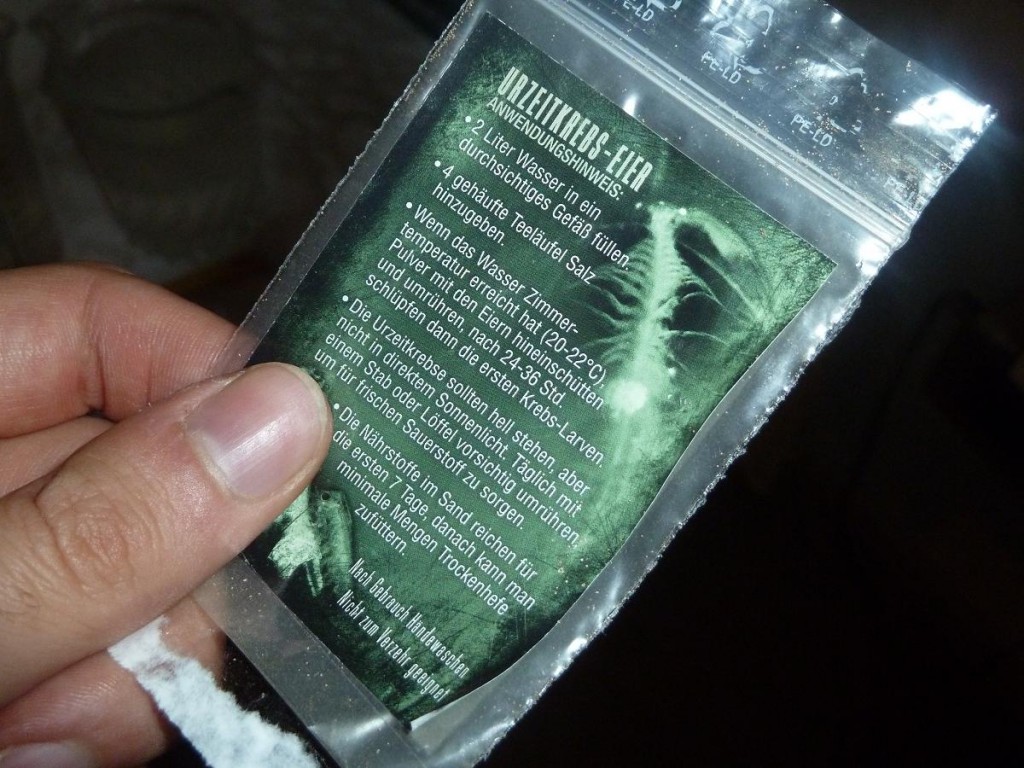 PE-LD
PE-LD
PE-LD
URZEITKREBS-EIER
ANWENDUNGSHINWEIS:
• 2 Liter Wasser in ein
durchsichtiges Gefäß füllen.
• 4 gehäufte Teeläufel Salz
hinzugeben.
• Wenn das Wasser Zimmer-
temperatur erreicht hat (20-22°C),
Pulver mit den Eiern hineinschütten
und umrühren, nach 24-36 Std.
schlüpfen dann die ersten Krebs-Larven.
• Die Urzeitkrebse sollten hell stehen, aber
nicht in direktem Sonnenlicht. Täglich mit
einem Stab oder Löffel vorsichtig umrühren,
um für frischen Sauerstoff zu sorgen.
• Die Nährstoffe im Sand reichen für
die ersten 7 Tage, danach kann man
minimale Mengen Trockenhefe
zufüttern.
Nach Gebrauch Händewaschen
Nicht zum Verzehr geeignet